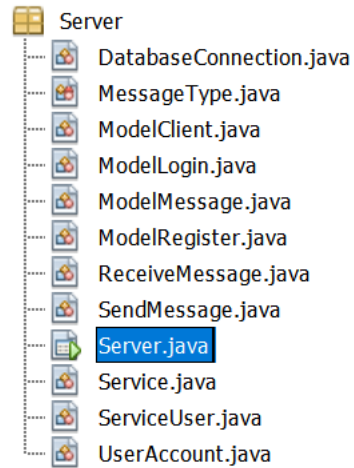 Server
DatabaseConnection.java
MessageType.java
ModelClient.java
ModelLogin.java
ModelMessage.java
ModelRegister.java
ReceiveMessage.java
SendMessage.java
Server.java
Service.java
ServiceUser.java
UserAccount.java